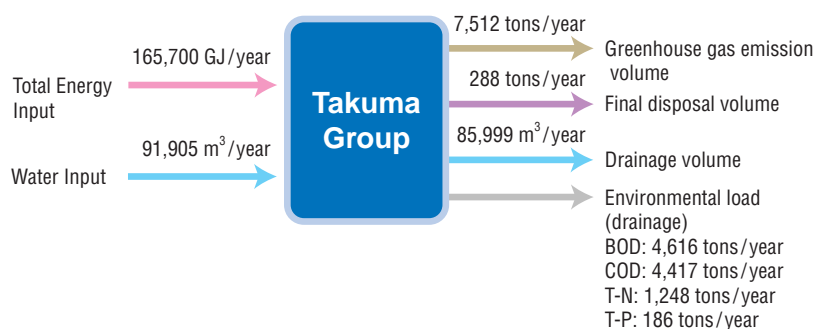 165,700 GJ/year
Total Energy
Input
91,905 m³/year
Water Input
Takuma
Group
7,512 tons/year
Greenhouse gas emission
volume
288 tons/year
Final disposal volume
85,999 m³/year
Drainage volume
Environmental load
(drainage)
BOD: 4,616 tons/year
COD: 4,417 tons/year
T-N: 1,248 tons/year
T-P: 186 tons/year